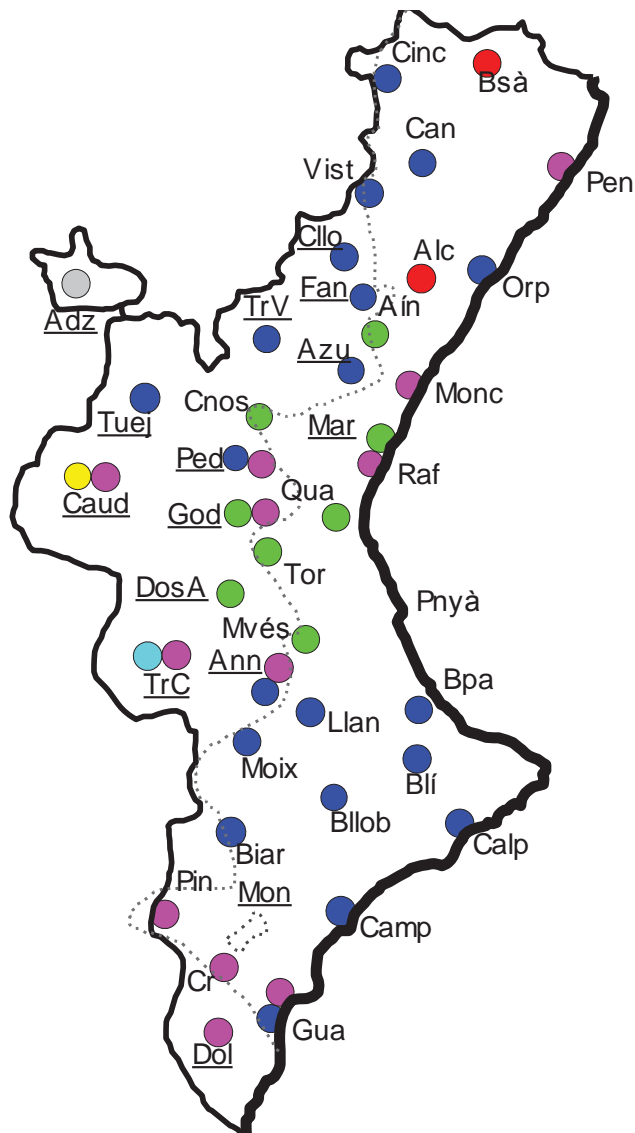 Cinc
Bsà
Can
Pen
Vist
Cllo
Alc
Orp
Fan
Aín
Adz
TrV
Azu
Monc
Tuej
Cnos
Mar
Ped
Raf
Caud
Qua
God
Tor
DosA
Pnyà
Mvés
Ann
TrC
Bpa
Llan
Moix
Blí
Bllob
Calp
Biar
Pin
Mon
Camp
Cr
Gua
Dol